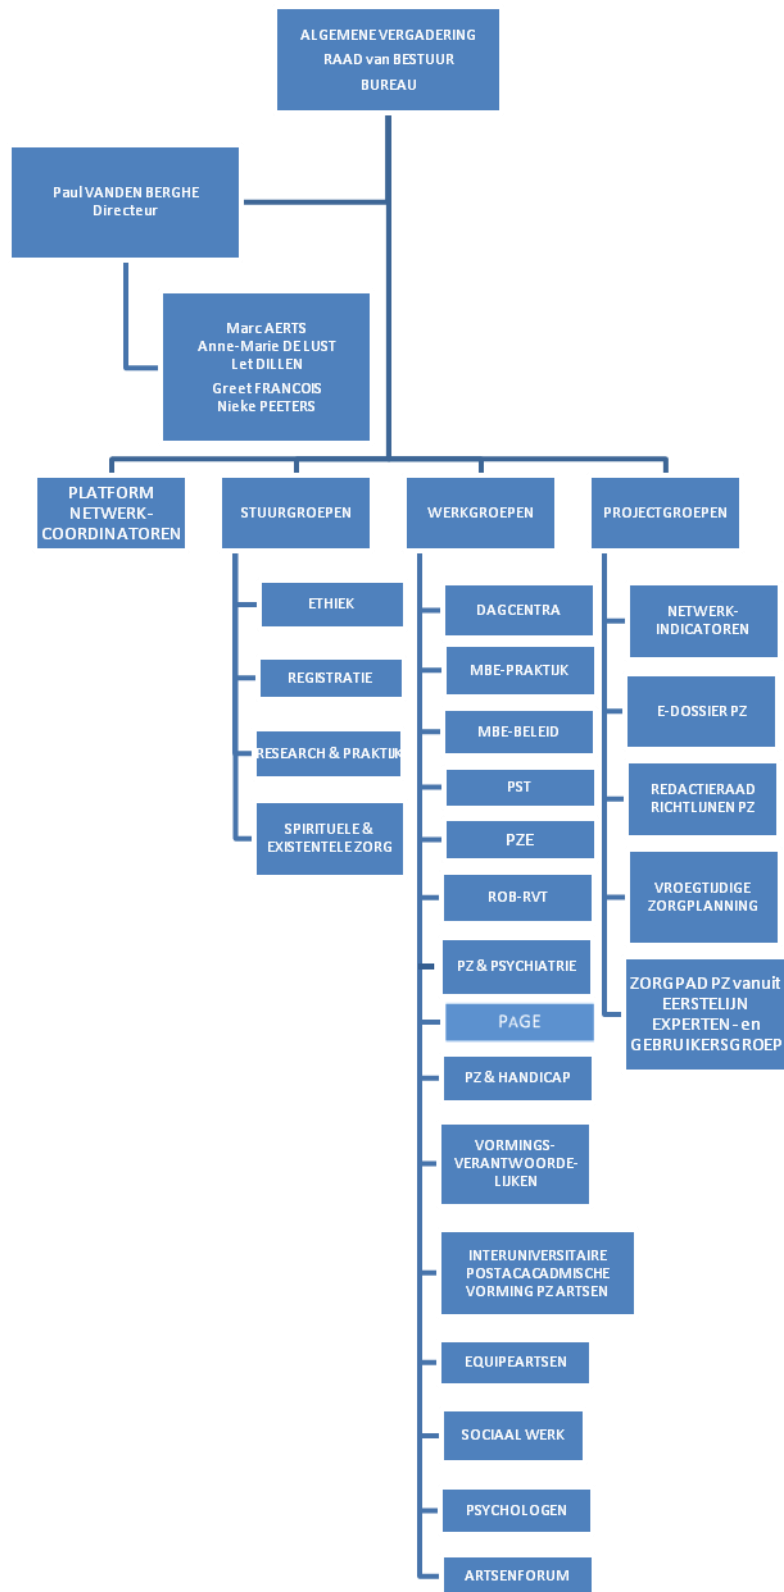 ALGEMENE VERGADERING
RAAD van BESTUUR
BUREAU
Paul VANDEN BERGHE
Directeur
Marc AERTS
Anne-Marie DE LUST
Let DILLEN
Greet FRANCOIS
Nieke PEETERS
PLATFORM
NETWERK-
COORDINATOREN
STUURGROEPEN
ETHIEK
REGISTRATIE
RESEARCH & PRAKTIJK
SPIRITUELE &
EXISTENTELE ZORG
WERKGROEPEN
DAGCENTRA
MBE-PRAKTIJK
MBE-BELEID
PST
PZE
ROB-RVT
PZ & PSYCHIATRIE
PAGE
PZ & HANDICAP
VORMINGS-
VERANTWOORDE-
LIJKEN
INTERUNIVERSITAIRE
POSTACACADMISCHE
VORMING PZ ARTSEN
EQUIPEARTSEN
SOCIAAL WERK
PSYCHOLOGEN
ARTSENFORUM
PROJECTGROEPEN
NETWERK-
INDICATOREN
E-DOSSIER PZ
REDACTIERAAD
RICHTLIJNEN PZ
VROEGTIJDIGE
ZORGPLANNING
ZORGPAD PZ vanuit
EERSTELIJN
EXPERTEN - en
GEBRUIKERSGROEP